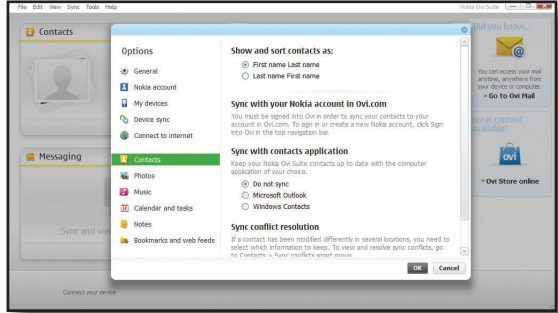 File Edit View Sync Tools Help
Nokia Ovi Suite
Contacts
Messaging
Sync and view
Connect your device
Options
General
Nokia account
My devices
Device sync
Connect to internet
Contacts
Photos
Music
Calendar and tasks
Notes
Bookmarks and web feeds
Show and sort contacts as:
First name Last name
Last name First name
Sync with your Nokia account in Ovi.com
You must be signed into Ovi in order to sync your contacts to your
account in Ovi.com. To sign in or create a new Nokia account, click Sign
into Ovi in the top navigation bar.
Sync with contacts application
Keep your Nokia Ovi Suite contacts up to date with the computer
application of your choice.
Do not sync
Microsoft Outlook
Windows Contacts
Sync conflict resolution
If a contact has been modified differently in several locations, you need to
select which information to keep. To view and resolve sync conflicts, go
to Contacts > Sync conflicts smart group.
OK Cancel
Did you know...
You can access your mail
anytime, anywhere from
your device or computer.
» Go to Ovi Mail
Great content
available!
ovi
» Ovi Store online